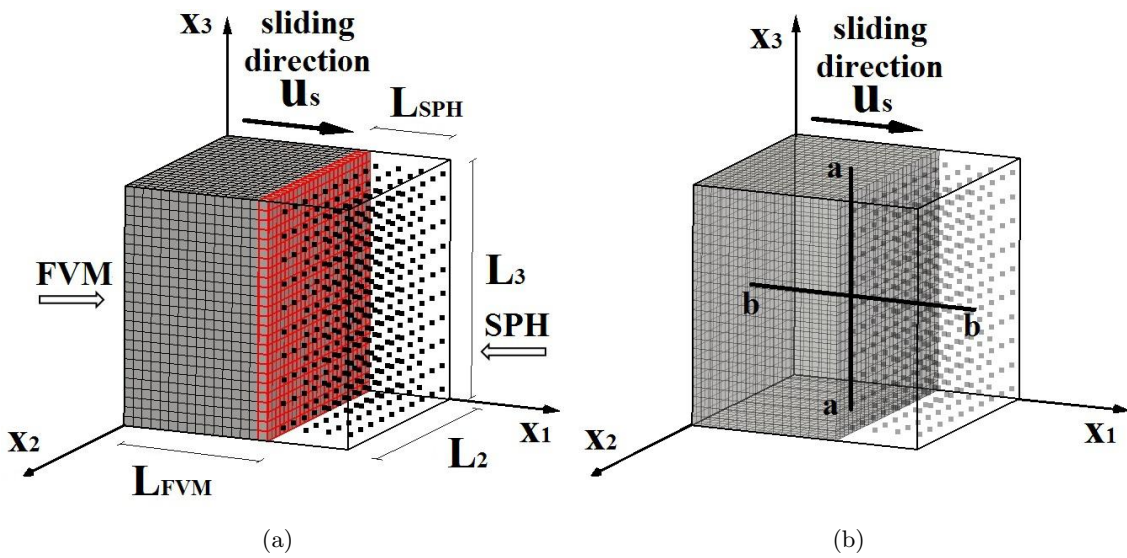 x3
sliding
direction
us
LSPH
FVM
L3
SPH
x2
LFVM
L2
x1
(a)
x3
sliding
direction
us
a
b
b
a
x2
x1
(b)